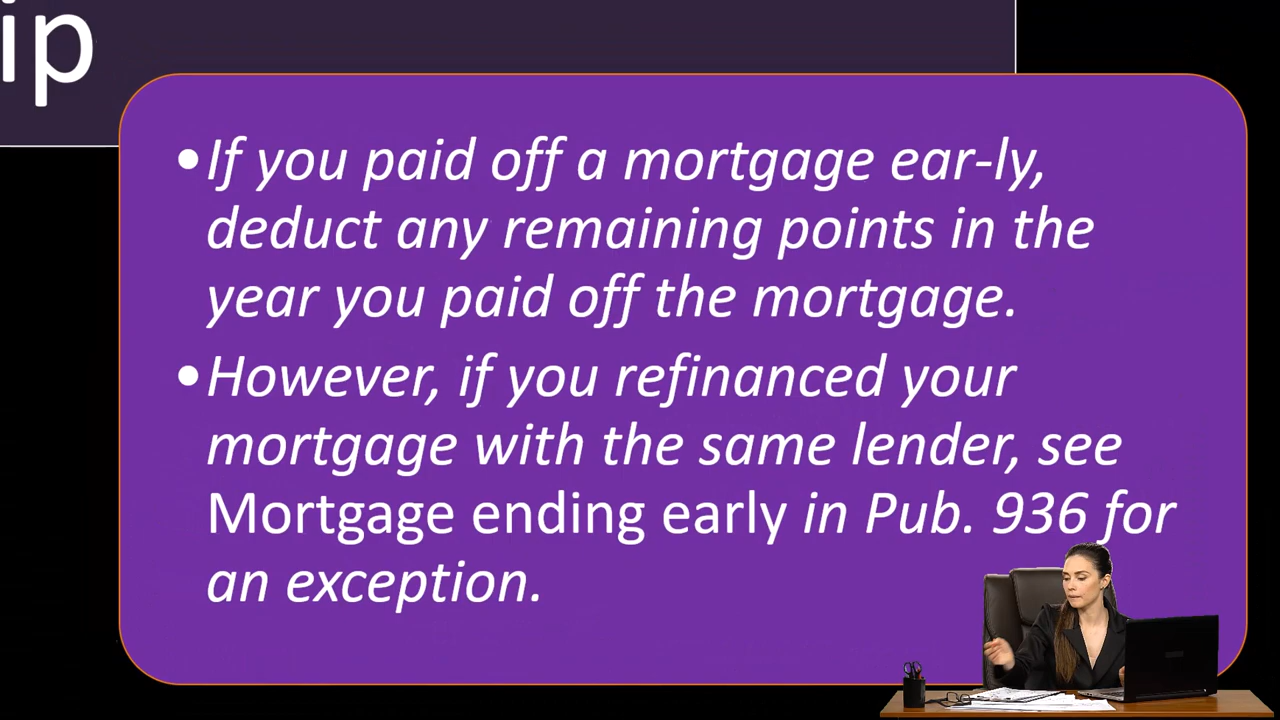 ip
•If you paid off a mortgage ear-ly,
deduct any remaining points in the
year you paid off the mortgage.
•However, if you refinanced your
mortgage with the same lender, see
Mortgage ending early in Pub. 936 for
an exception.